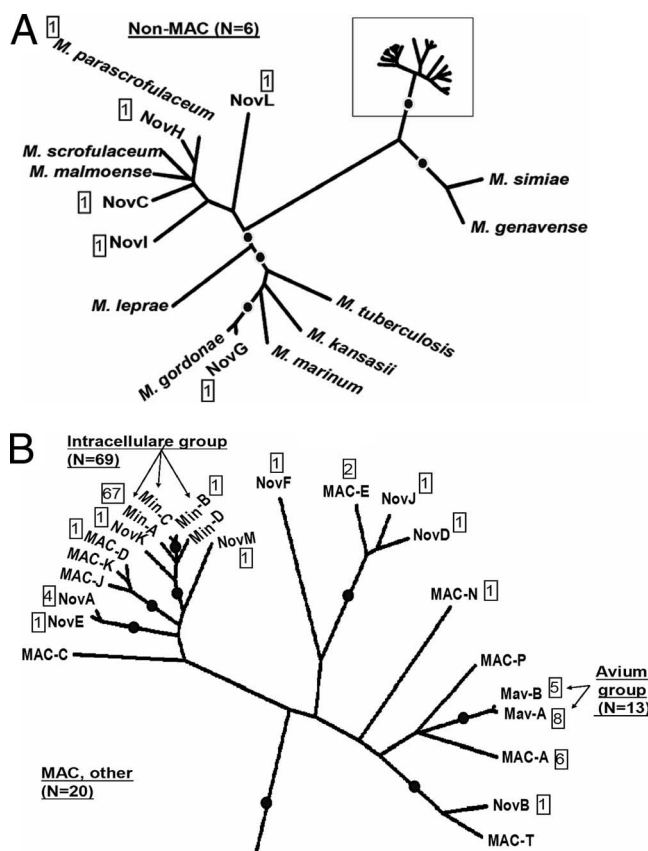 A
Non-MAC (N=6)
1
M. parascrofulaceum
1
NovL
1
NovH
M. scrofulaceum
M. malmoense
1
NovC
1
NovI
M. leprae
M. gordonae
NovG
1
M. marinum
M. kansasii
M. tuberculosis
M. simiae
M. genavense
B
Intracellulare group
(N=69)
67
Min-A
Min-C
Min-B
1
Min-D
1
NovK
1
MAC-D
MAC-K
MAC-J
4
NovA
1
NovE
MAC-C
NovM
1
1
NovF
2
MAC-E
NovJ
1
NovD
1
MAC-N
1
MAC-P
Mav-B
5
Mav-A
8
Avium
group
(N=13)
MAC-A
6
NovB
1
MAC-T
MAC, other
(N=20)